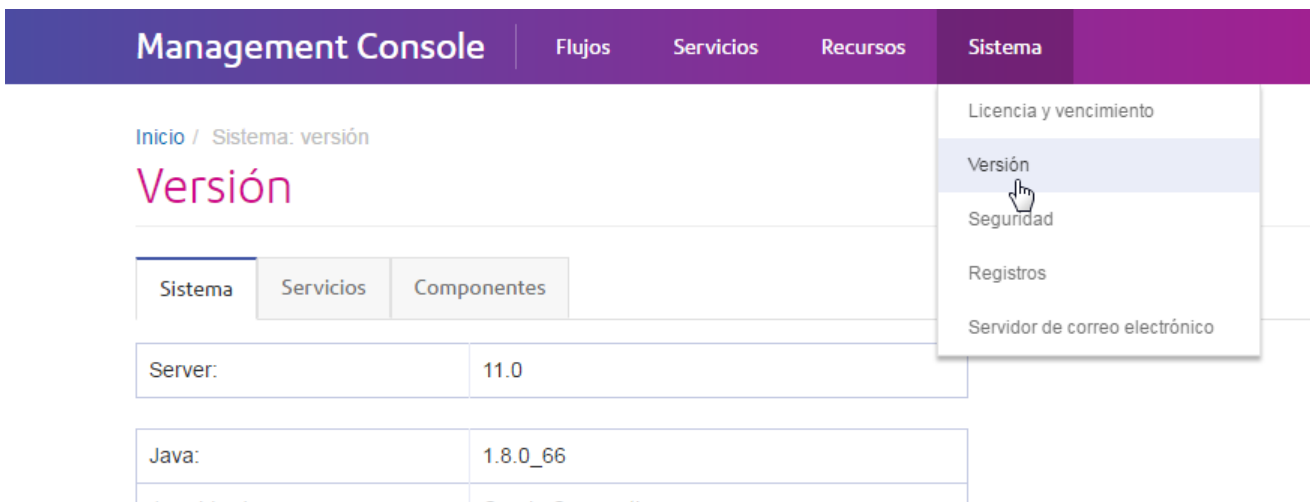 Management Console Flujos Servicios Recursos Sistema
Licencia y vencimiento
Versión
Seguridad
Registros
Servidor de correo electrónico
Inicio / Sistema: versión
Versión
Sistema Servicios Componentes
Server: 11.0
Java: 1.8.0_66